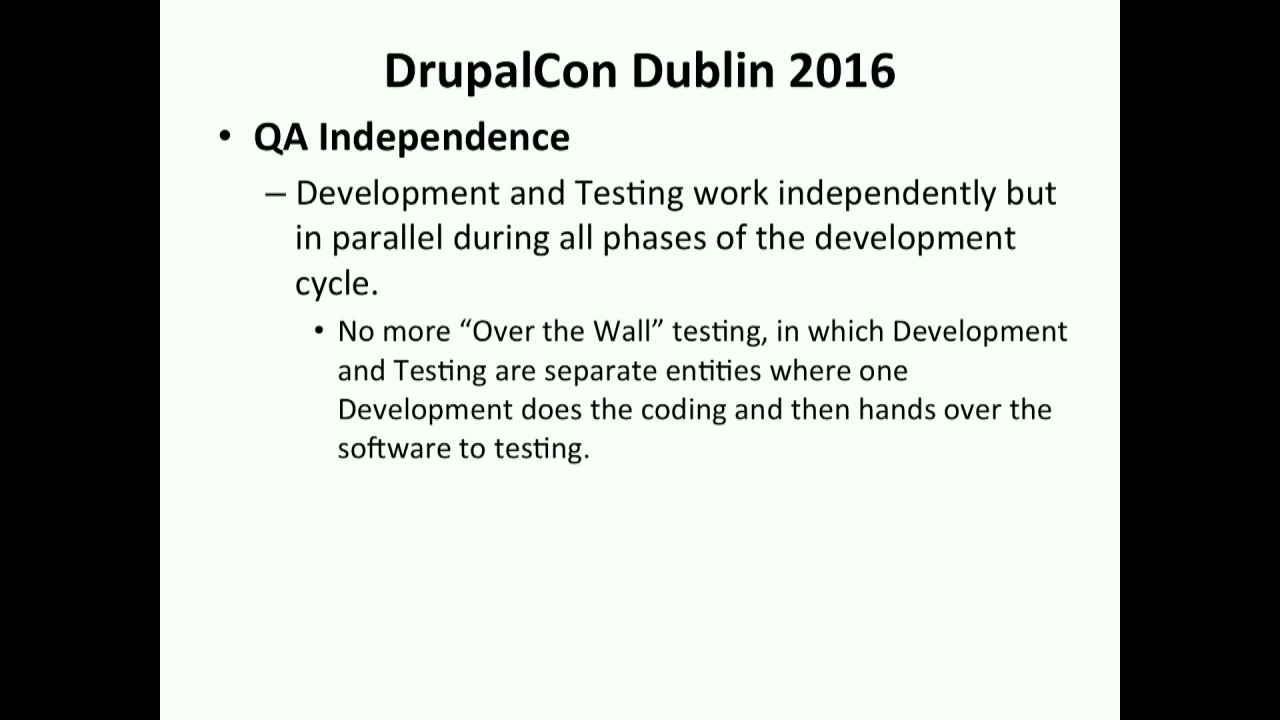 DrupalCon Dublin 2016
• QA Independence
– Development and Testing work independently but
in parallel during all phases of the development
cycle.
• No more “Over the Wall” testing, in which Development
and Testing are separate entities where one
Development does the coding and then hands over the
software to testing.